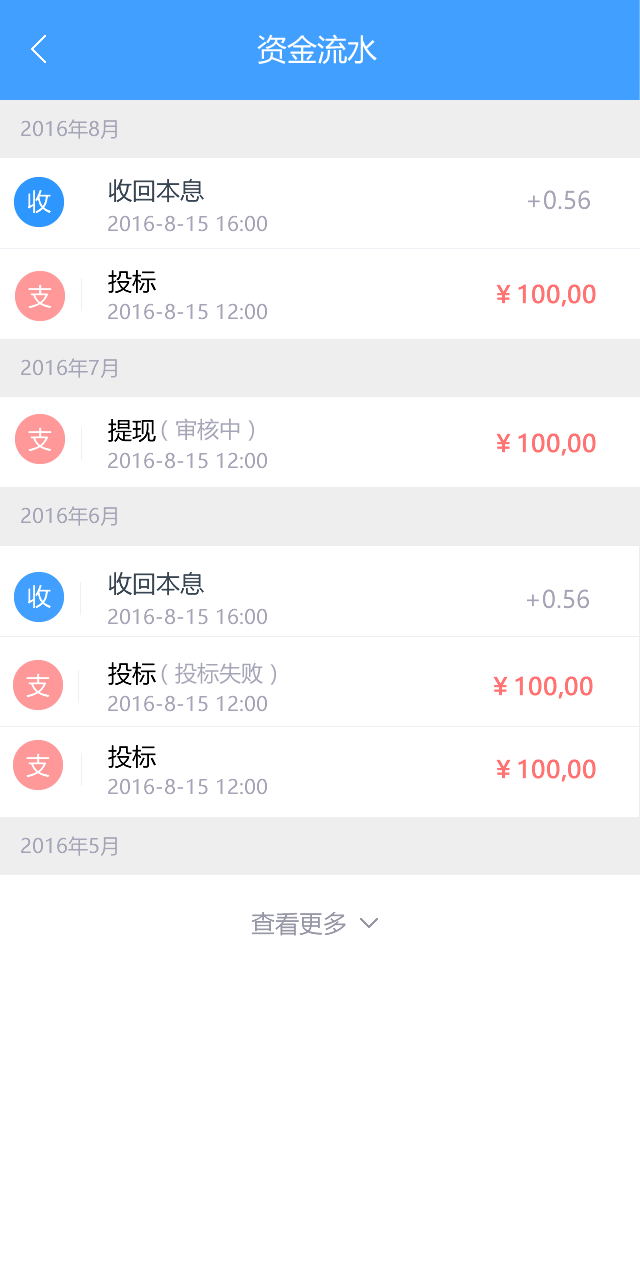 资金流水
2016年8月
收 收回本息 +0.56
2016-8-15 16:00
支 投标 ¥ 100,00
2016-8-15 12:00
2016年7月
支 提现 ( 审核中 ) ¥ 100,00
2016-8-15 12:00
2016年6月
收 收回本息 +0.56
2016-8-15 16:00
支 投标 ( 投标失败 ) ¥ 100,00
2016-8-15 12:00
支 投标 ¥ 100,00
2016-8-15 12:00
2016年5月
查看更多